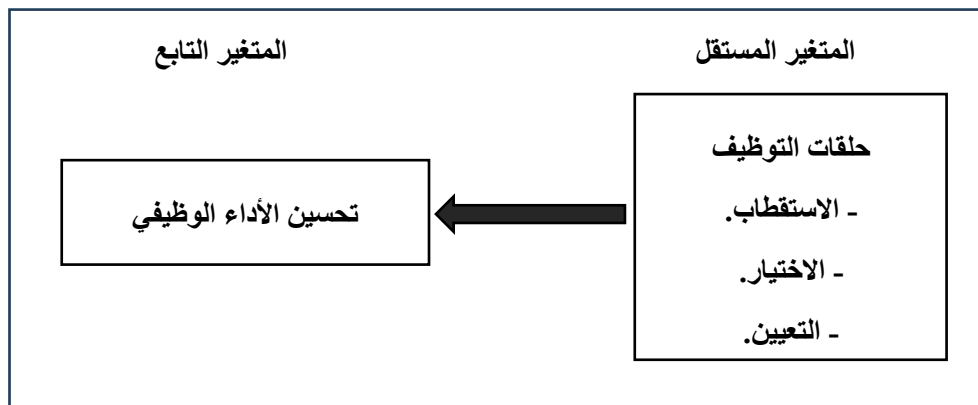 المتغير المستقل
المتغير التابع
حلقات التوظيف
- الاستقطاب.
- الاختيار.
- التعيين.
تحسين الأداء الوظيفي